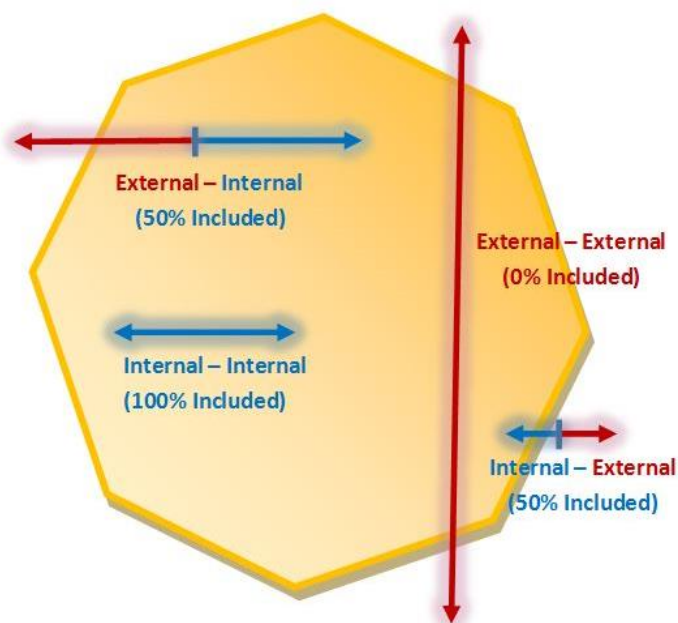 External – Internal
(50% Included)
External – External
(0% Included)
Internal – Internal
(100% Included)
Internal – External
(50% Included)